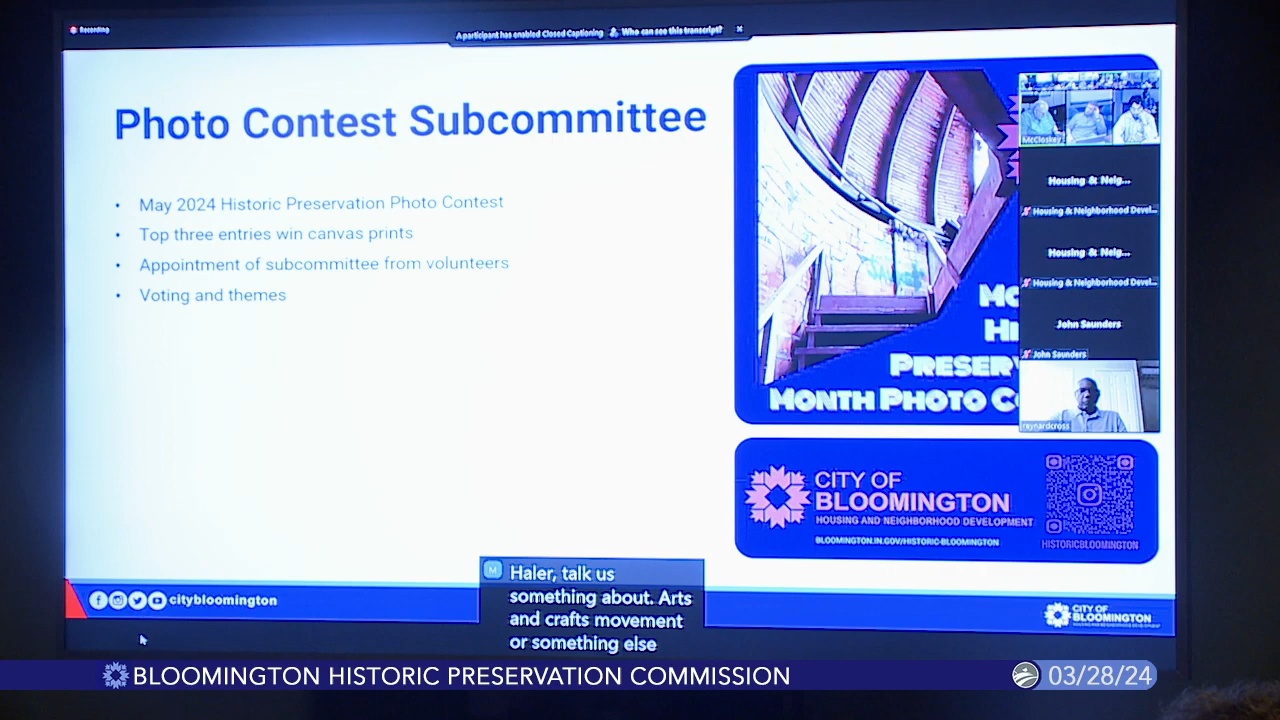 Recording
A participant has enabled Closed Captioning Who can see this transcript?
Photo Contest Subcommittee
• May 2024 Historic Preservation Photo Contest
• Top three entries win canvas prints
• Appointment of subcommittee from volunteers
• Voting and themes
MONTH PHOTO C
PRESER
HI
MO
McCloskey
Housing & Neig...
Housing & Neighborhood Devel...
Housing & Neig...
Housing & Neighborhood Devel...
John Saunders
John Saunders
raynardcross
CITY OF
BLOOMINGTON
HOUSING AND NEIGHBORHOOD DEVELOPMENT
BLOOMINGTON.IN.GOV/HISTORIC-BLOOMINGTON
HISTORICBLOOMINGTON
citybloomington
M
Haler, talk us
something about. Arts
and crafts movement
or something else
CITY OF
BLOOMINGTON
BLOOMINGTON HISTORIC PRESERVATION COMMISSION
03/28/24